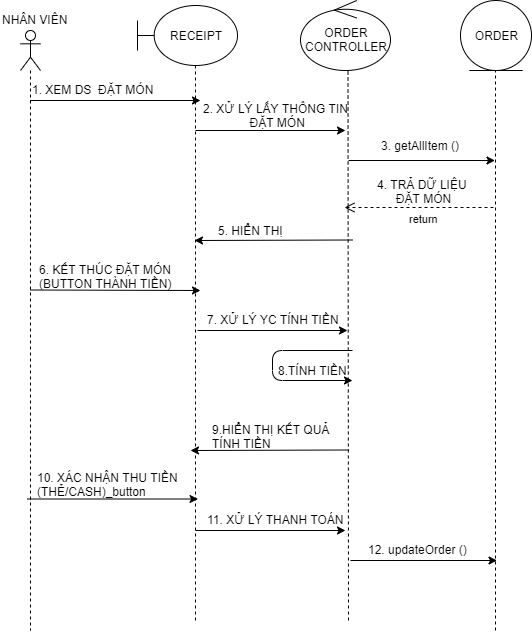 NHÂN VIÊN
RECEIPT
ORDER
CONTROLLER
ORDER
1. XEM DS ĐẶT MÓN
2. XỬ LÝ LẤY THÔNG TIN
ĐẶT MÓN
3. getAllItem ()
4. TRẢ DỮ LIỆU
ĐẶT MÓN
return
5. HIỂN THỊ
6. KẾT THÚC ĐẶT MÓN
(BUTTON THÀNH TIỀN)
7. XỬ LÝ YC TÍNH TIỀN
8.TÍNH TIỀN
9.HIỂN THỊ KẾT QUẢ
TÍNH TIỀN
10. XÁC NHẬN THU TIỀN
(THẺ/CASH)_button
11. XỬ LÝ THANH TOÁN
12. updateOrder ()